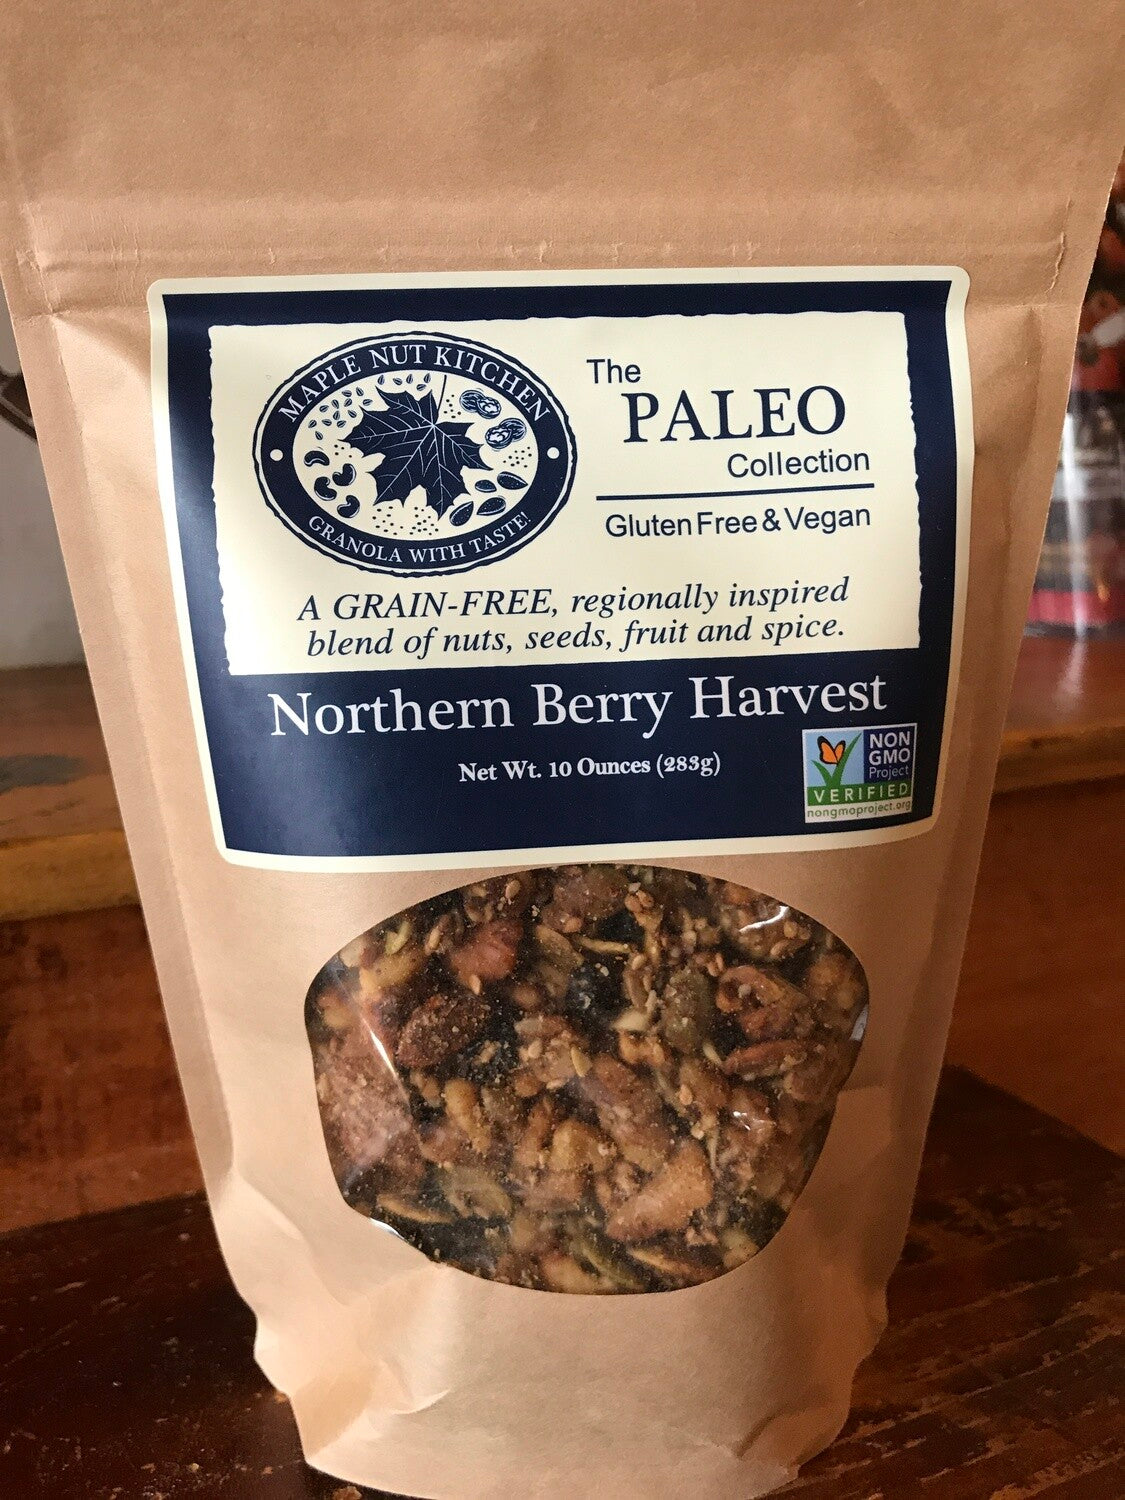 MAPLE NUT KITCHEN
GRANOLA WITH TASTE!
The
PALEO
Collection
Gluten Free & Vegan
A GRAIN-FREE, regionally inspired
blend of nuts, seeds, fruit and spice.
Northern Berry Harvest
Net Wt. 10 Ounces (283g)
NON
GMO
Project
VERIFIED
nongmoproject.org